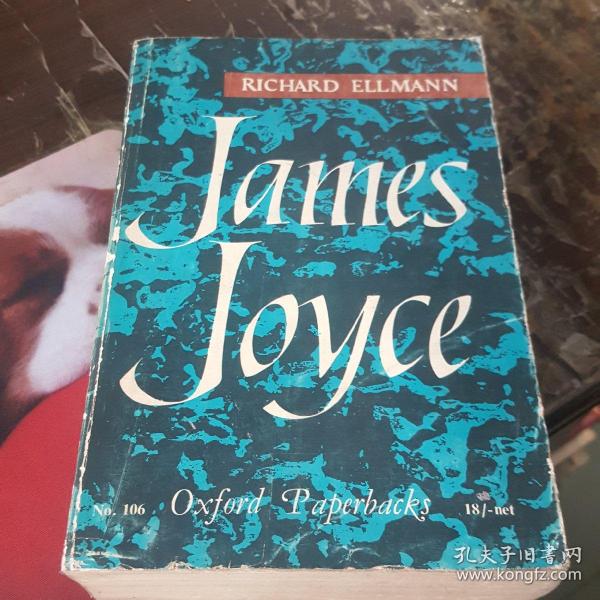 RICHARD ELLMANN
James
Joyce
No. 106 Oxford Paperbacks 18/-net
孔夫子旧书网
www.kongfz.com